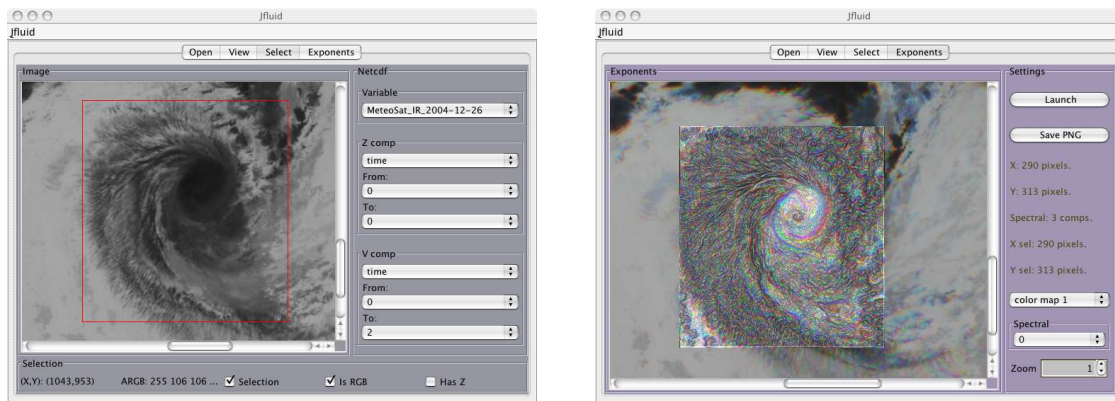 Jfluid
Jfluid
Open View Select Exponents
Image
Netcdf
Variable
MeteoSat_IR_2004-12-26
Z comp
time
From:
0
To:
0
V comp
time
From:
0
To:
2
Selection
(X,Y): (1043,953) ARGB: 255 106 106 ... Selection Is RGB Has Z
Jfluid
Jfluid
Open View Select Exponents
Exponents
Settings
Launch
Save PNG
X: 290 pixels.
Y: 313 pixels.
Spectral: 3 comps.
X sel: 290 pixels.
Y sel: 313 pixels.
color map 1
Spectral
0
Zoom 1